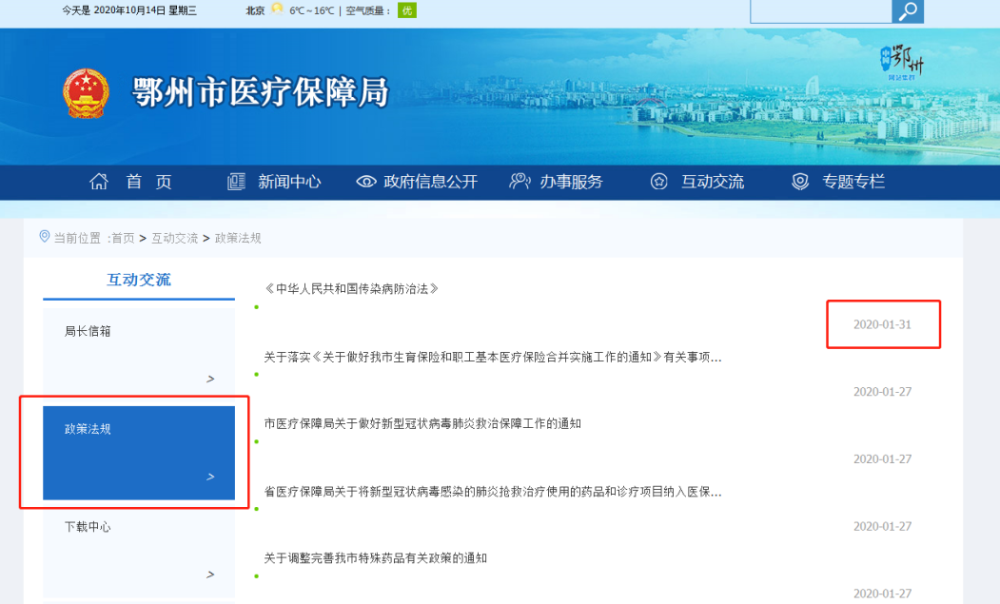 今天是 2020年10月14日 星期三
北京 6℃~16℃ | 空气质量： 优
鄂州市医疗保障局
鄂州
首 页
新闻中心
政府信息公开
办事服务
互动交流
专题专栏
当前位置 :首页 > 互动交流 > 政策法规
互动交流
局长信箱
>
政策法规
>
下载中心
>
《中华人民共和国传染病防治法》
2020-01-31
关于落实《关于做好我市生育保险和职工基本医疗保险合并实施工作的通知》有关事项...
2020-01-27
市医疗保障局关于做好新型冠状病毒肺炎救治保障工作的通知
2020-01-27
省医疗保障局关于将新型冠状病毒感染的肺炎抢救治疗使用的药品和诊疗项目纳入医保...
2020-01-27
关于调整完善我市特殊药品有关政策的通知
2020-01-27